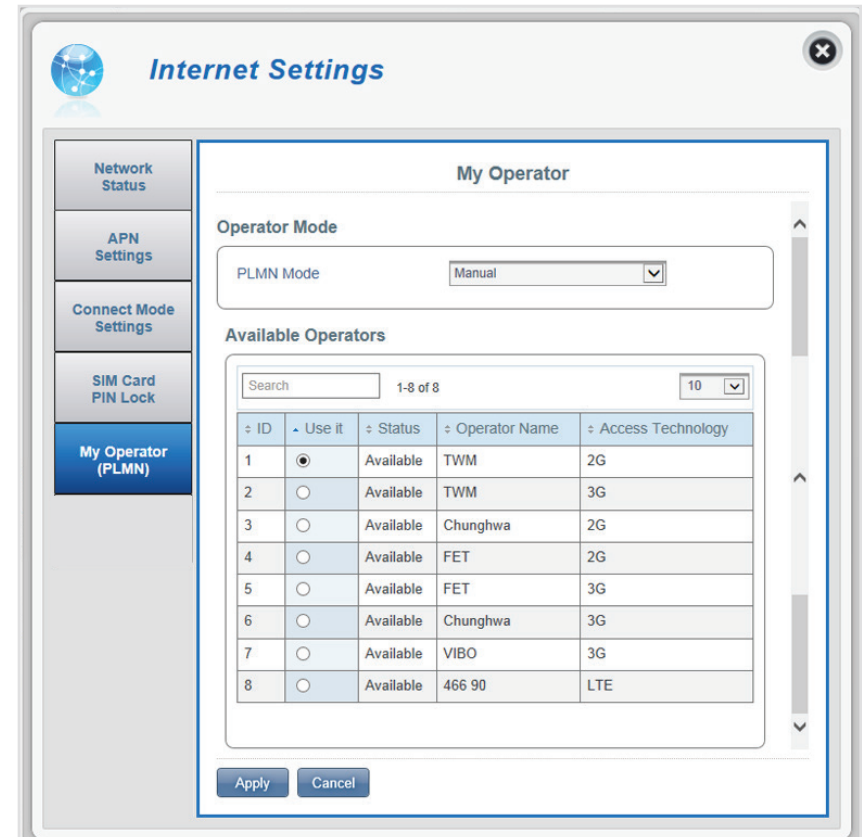 Internet Settings
Network
Status
APN
Settings
Connect Mode
Settings
SIM Card
PIN Lock
My Operator
(PLMN)
My Operator
Operator Mode
PLMN Mode Manual
Available Operators
Search 1-8 of 8 10
ID Use it Status Operator Name Access Technology
1 Available TWM 2G
2 Available TWM 3G
3 Available Chunghwa 2G
4 Available FET 2G
5 Available FET 3G
6 Available Chunghwa 3G
7 Available VIBO 3G
8 Available 466 90 LTE
Apply Cancel